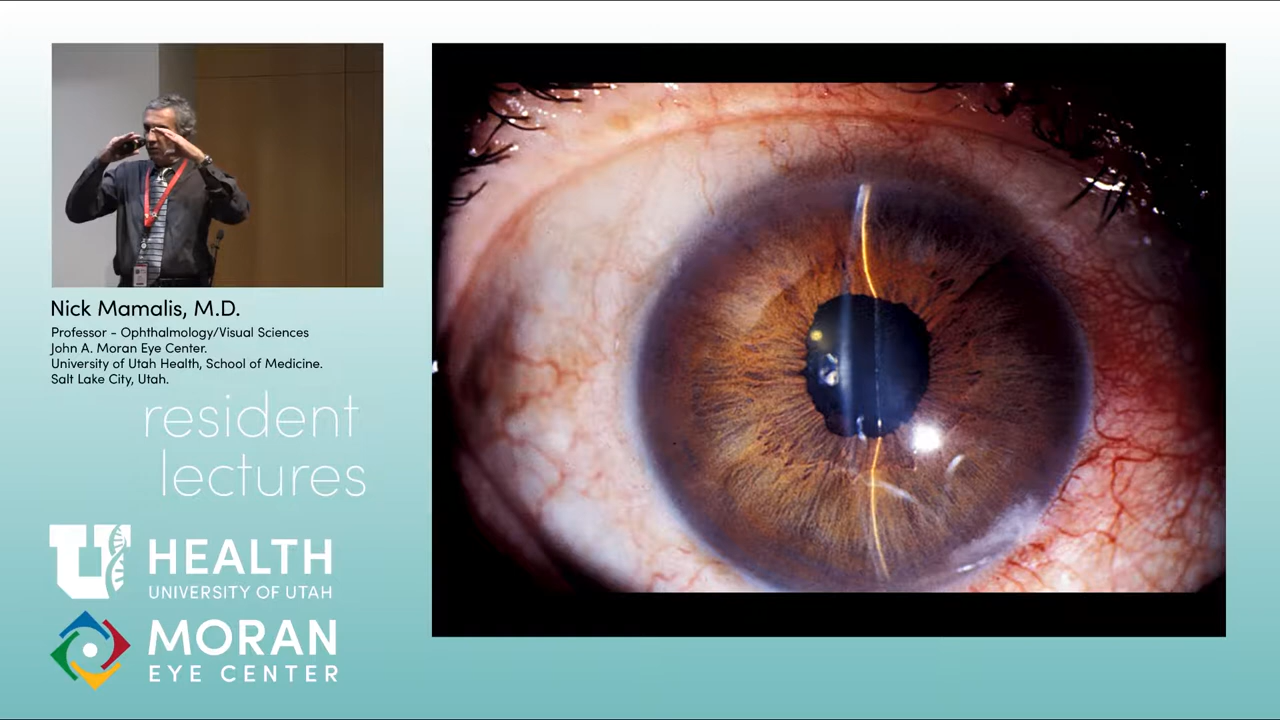 Nick Mamalis, M.D.
Professor - Ophthalmology/Visual Sciences
John A. Moran Eye Center.
University of Utah Health, School of Medicine.
Salt Lake City, Utah.
resident
lectures
U HEALTH
UNIVERSITY OF UTAH
MORAN
EYE CENTER